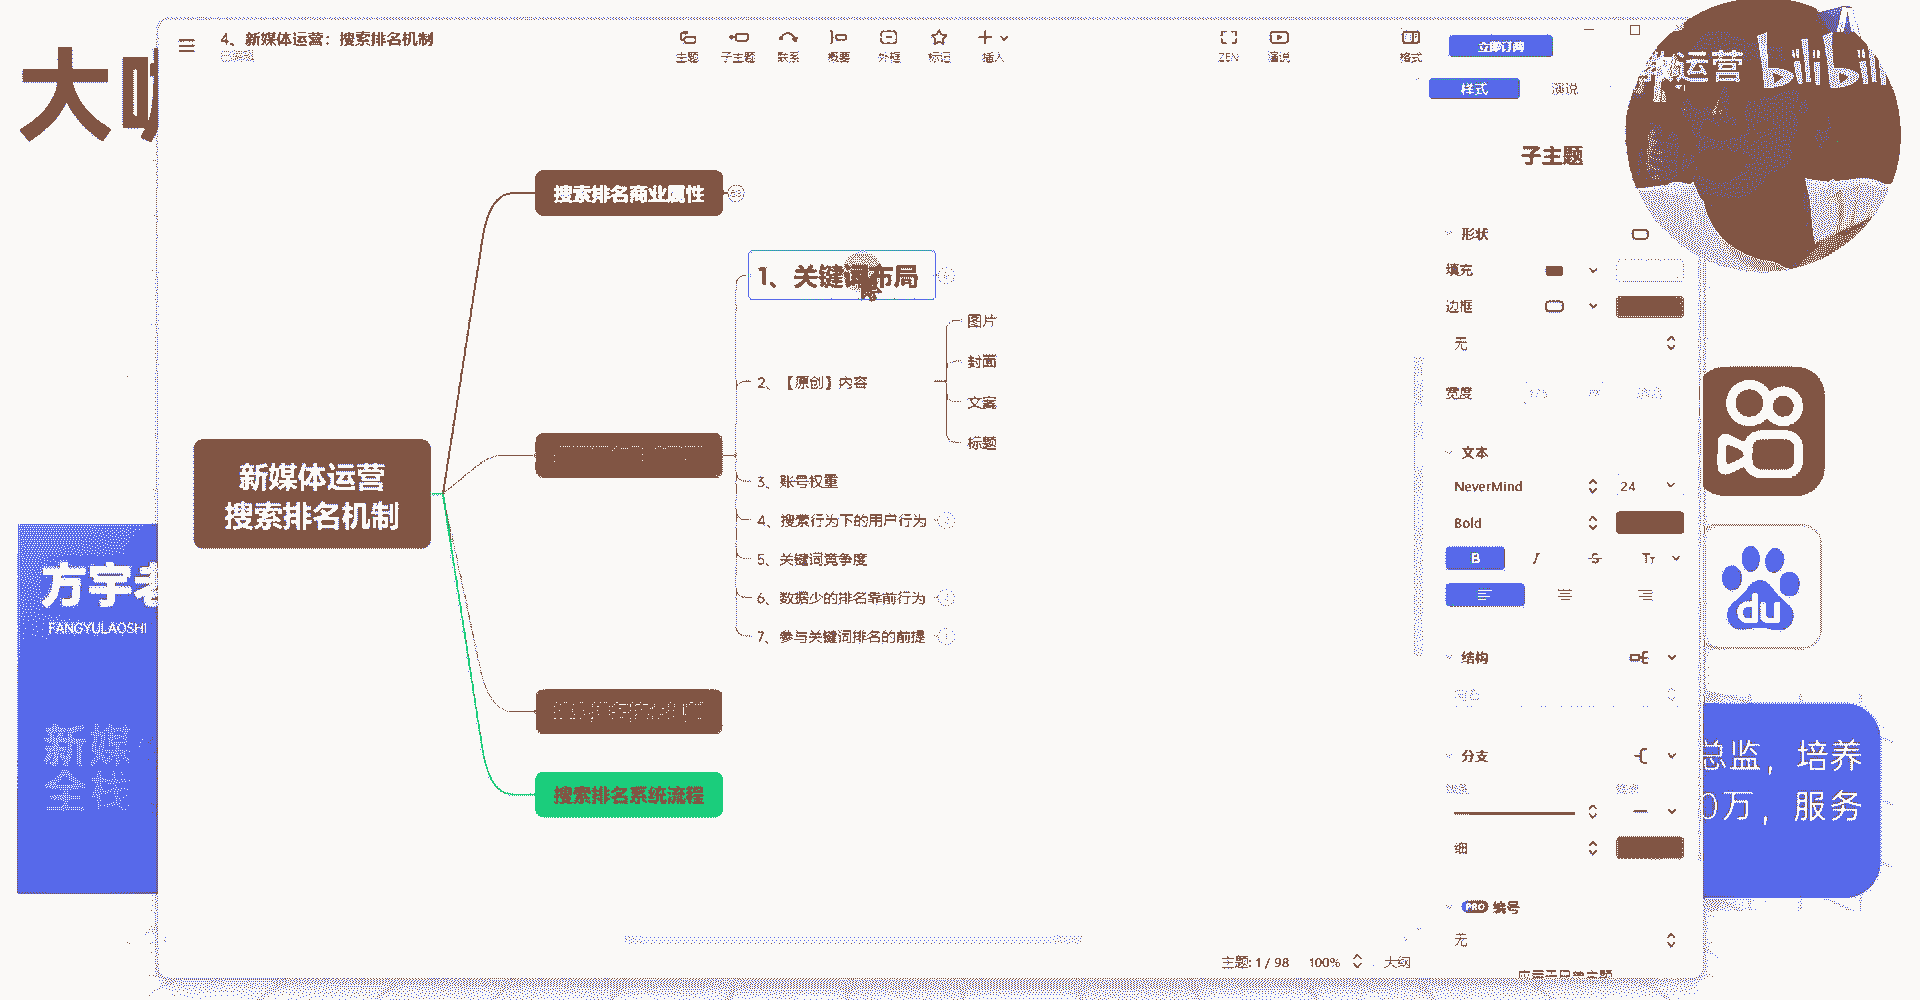 4、新媒体运营：搜索排名机制
已编辑
主题
子主题
联系
概要
外框
标记
插入
ZEN
演说
格式
立即订阅
样式
演说
运营 bilibili
大
子主题
搜索排名商业属性
形状
1、关键词布局
填充
图片
边框
封面
无
2、【原创】内容
文案
宽度
标题
文本
新媒体运营
搜索排名机制
3、账号权重
NeverMind
24
4、搜索行为下的用户行为
Bold
5、关键词竞争度
B I S Tт
6、数据少的排名靠前行为
du
方宇老
FANGYULAOSHI
7、参与关键词排名的前提
结构
新媒
全栈
总监，培养
分支
0万，服务
搜索排名系统流程
细
PRO 编号
无
主题: 1 / 98
100%
大纲